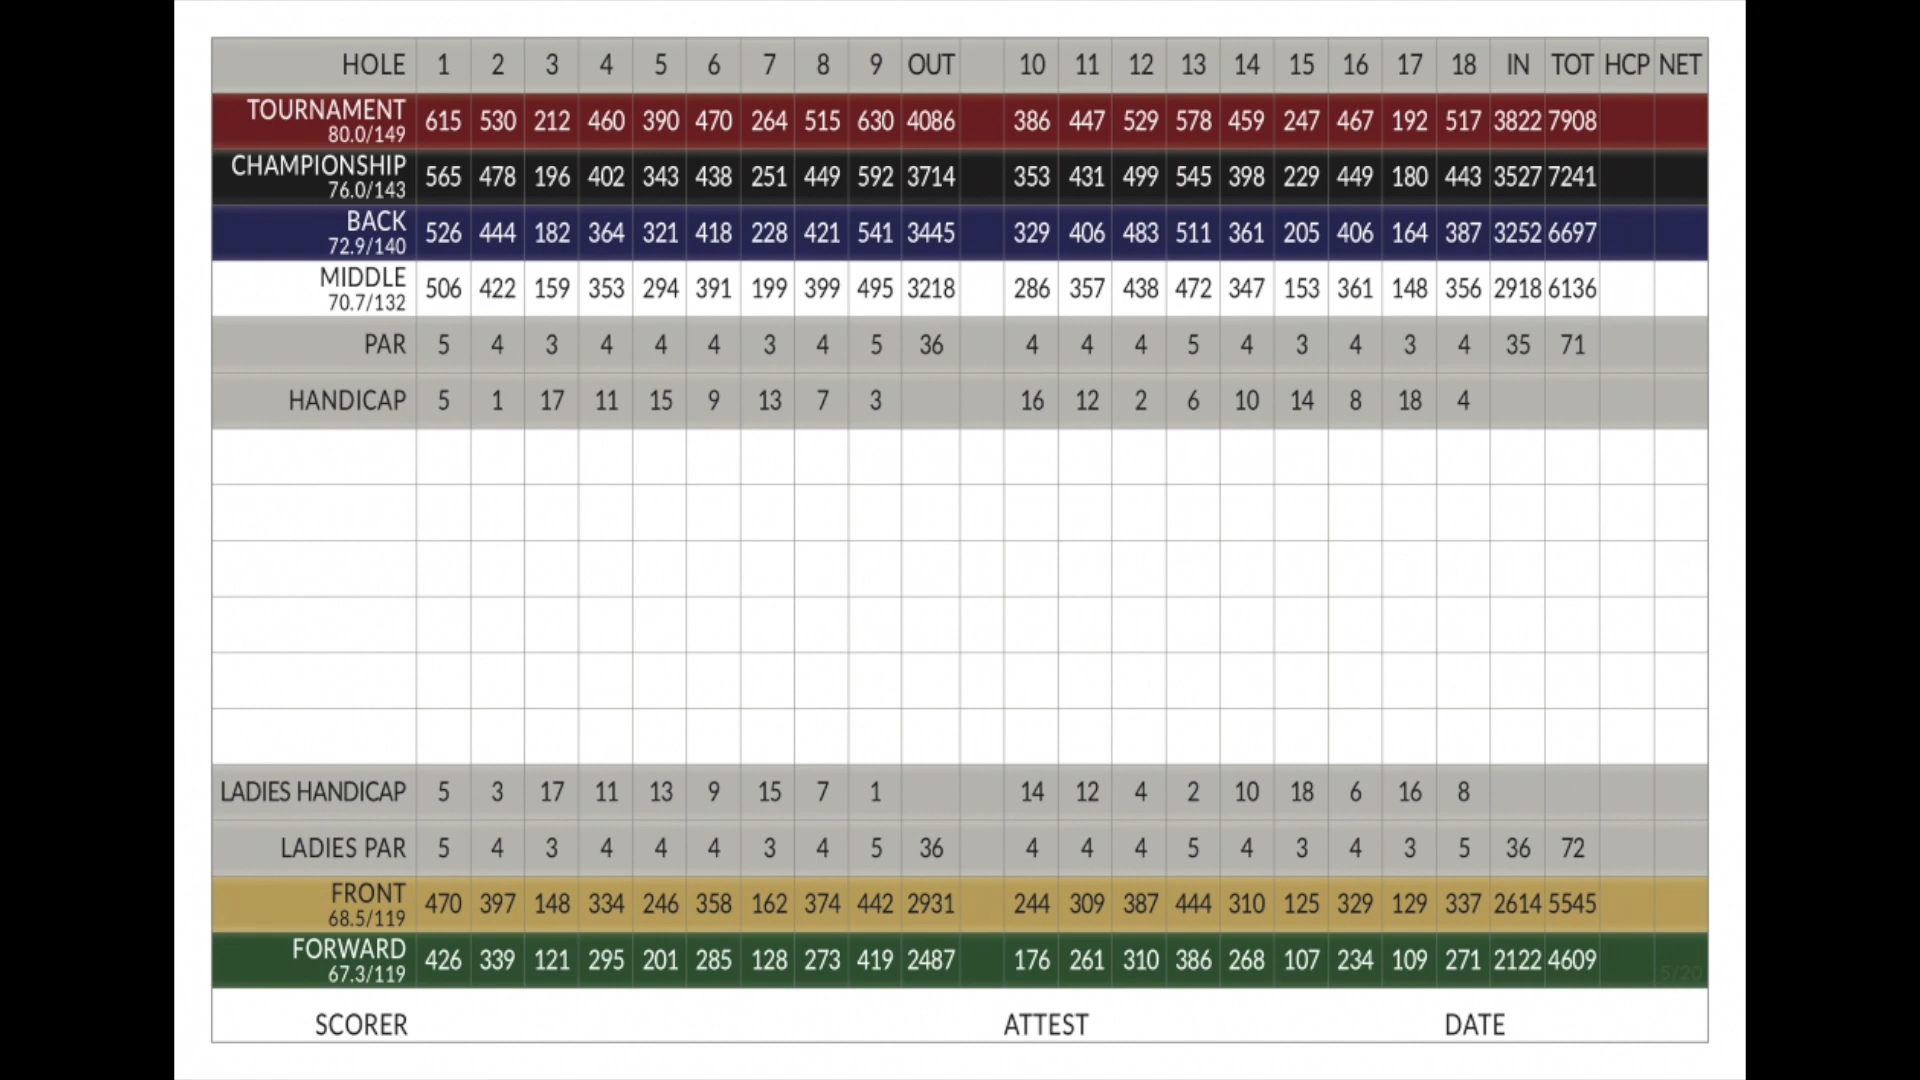 HOLE 1 2 3 4 5 6 7 8 9 OUT 10 11 12 13 14 15 16 17 18 IN TOT HCP NET
TOURNAMENT 615 530 212 460 390 470 264 515 630 4086 386 447 529 578 459 247 467 192 517 3822 7908
80.0/149
CHAMPIONSHIP 565 478 196 402 343 438 251 449 592 3714 353 431 499 545 398 229 449 180 443 3527 7241
76.0/143
BACK 526 444 182 364 321 418 228 421 541 3445 329 406 483 511 361 205 406 164 387 3252 6697
72.9/140
MIDDLE 506 422 159 353 294 391 199 399 495 3218 286 357 438 472 347 153 361 148 356 2918 6136
70.7/132
PAR 5 4 3 4 4 4 3 4 5 36 4 4 4 5 4 3 4 3 4 35 71
HANDICAP 5 1 17 11 15 9 13 7 3 16 12 2 6 10 14 8 18 4
LADIES HANDICAP 5 3 17 11 13 9 15 7 1 14 12 4 2 10 18 6 16 8
LADIES PAR 5 4 3 4 4 4 3 4 5 36 4 4 4 5 4 3 4 3 5 36 72
FRONT 470 397 148 334 246 358 162 374 442 2931 244 309 387 444 310 125 329 129 337 2614 5545
68.5/119
FORWARD 426 339 121 295 201 285 128 273 419 2487 176 261 310 386 268 107 234 109 271 2122 4609
67.3/119
5/20
SCORER ATTEST DATE